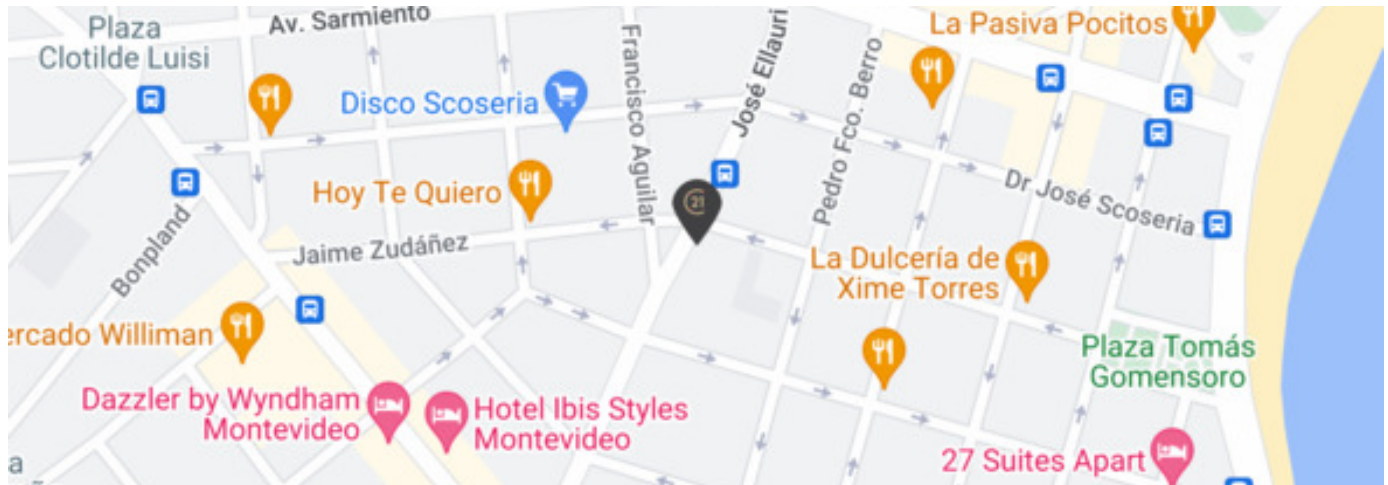 Av. Sarmiento
Plaza
Clotilde Luisi
La Pasiva Pocitos
Francisco Aguilar
José Ellauri
Pedro Fco. Berro
Disco Scoseria
Hoy Te Quiero
21
Dr José Scoseria
Bonpland
Jaime Zudáñez
La Dulcería de
Xime Torres
ercado Williman
Plaza Tomás
Gomensoro
Dazzler by Wyndham
Montevideo
Hotel Ibis Styles
Montevideo
27 Suites Apart
a